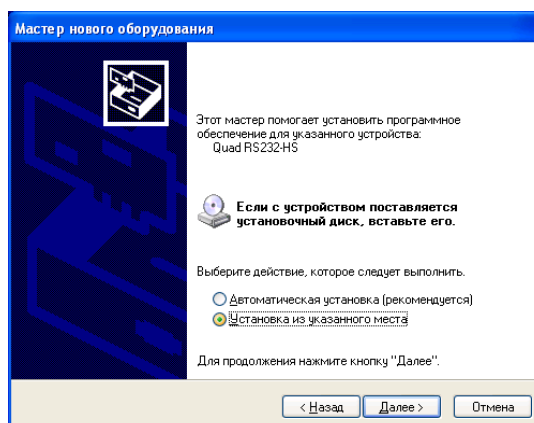 Мастер нового оборудования
Этот мастер помогает установить программное
обеспечение для указанного устройства:
Quad RS232-HS
Если с устройством поставляется
установочный диск, вставьте его.
Выберите действие, которое следует выполнить.
Автоматическая установка (рекомендуется)
Установка из указанного места
Для продолжения нажмите кнопку "Далее".
< Назад Далее > Отмена